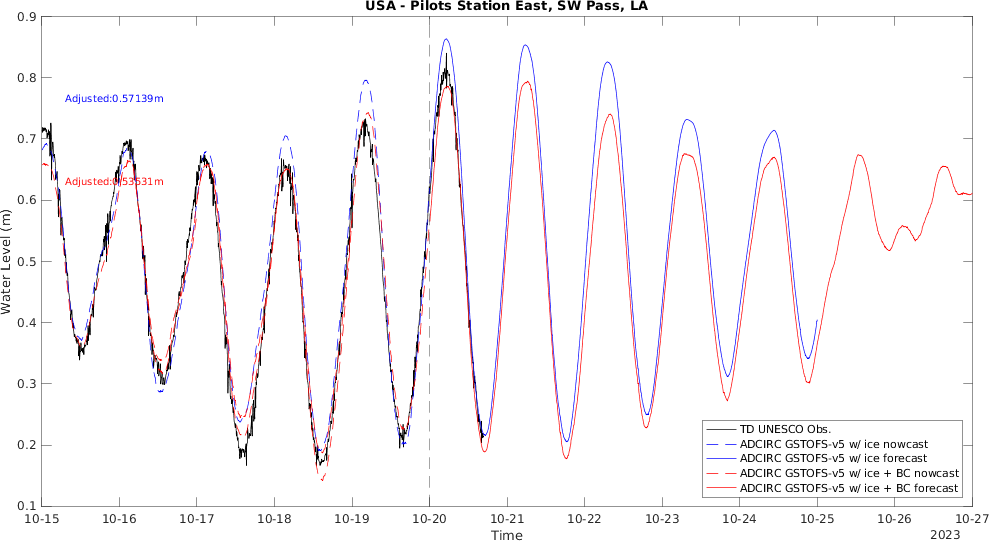 USA - Pilots Station East, SW Pass, LA
0.9
0.8
0.7
0.6
0.5
0.4
0.3
0.2
0.1
Water Level (m)
Adjusted:0.57139m
Adjusted:0.53531m
TD UNESCO Obs.
ADCIRC GSTOFS-v5 w/ ice nowcast
ADCIRC GSTOFS-v5 w/ ice forecast
ADCIRC GSTOFS-v5 w/ ice + BC nowcast
ADCIRC GSTOFS-v5 w/ ice + BC forecast
10-15 10-16 10-17 10-18 10-19 10-20 10-21 10-22 10-23 10-24 10-25 10-26 10-27
Time
2023